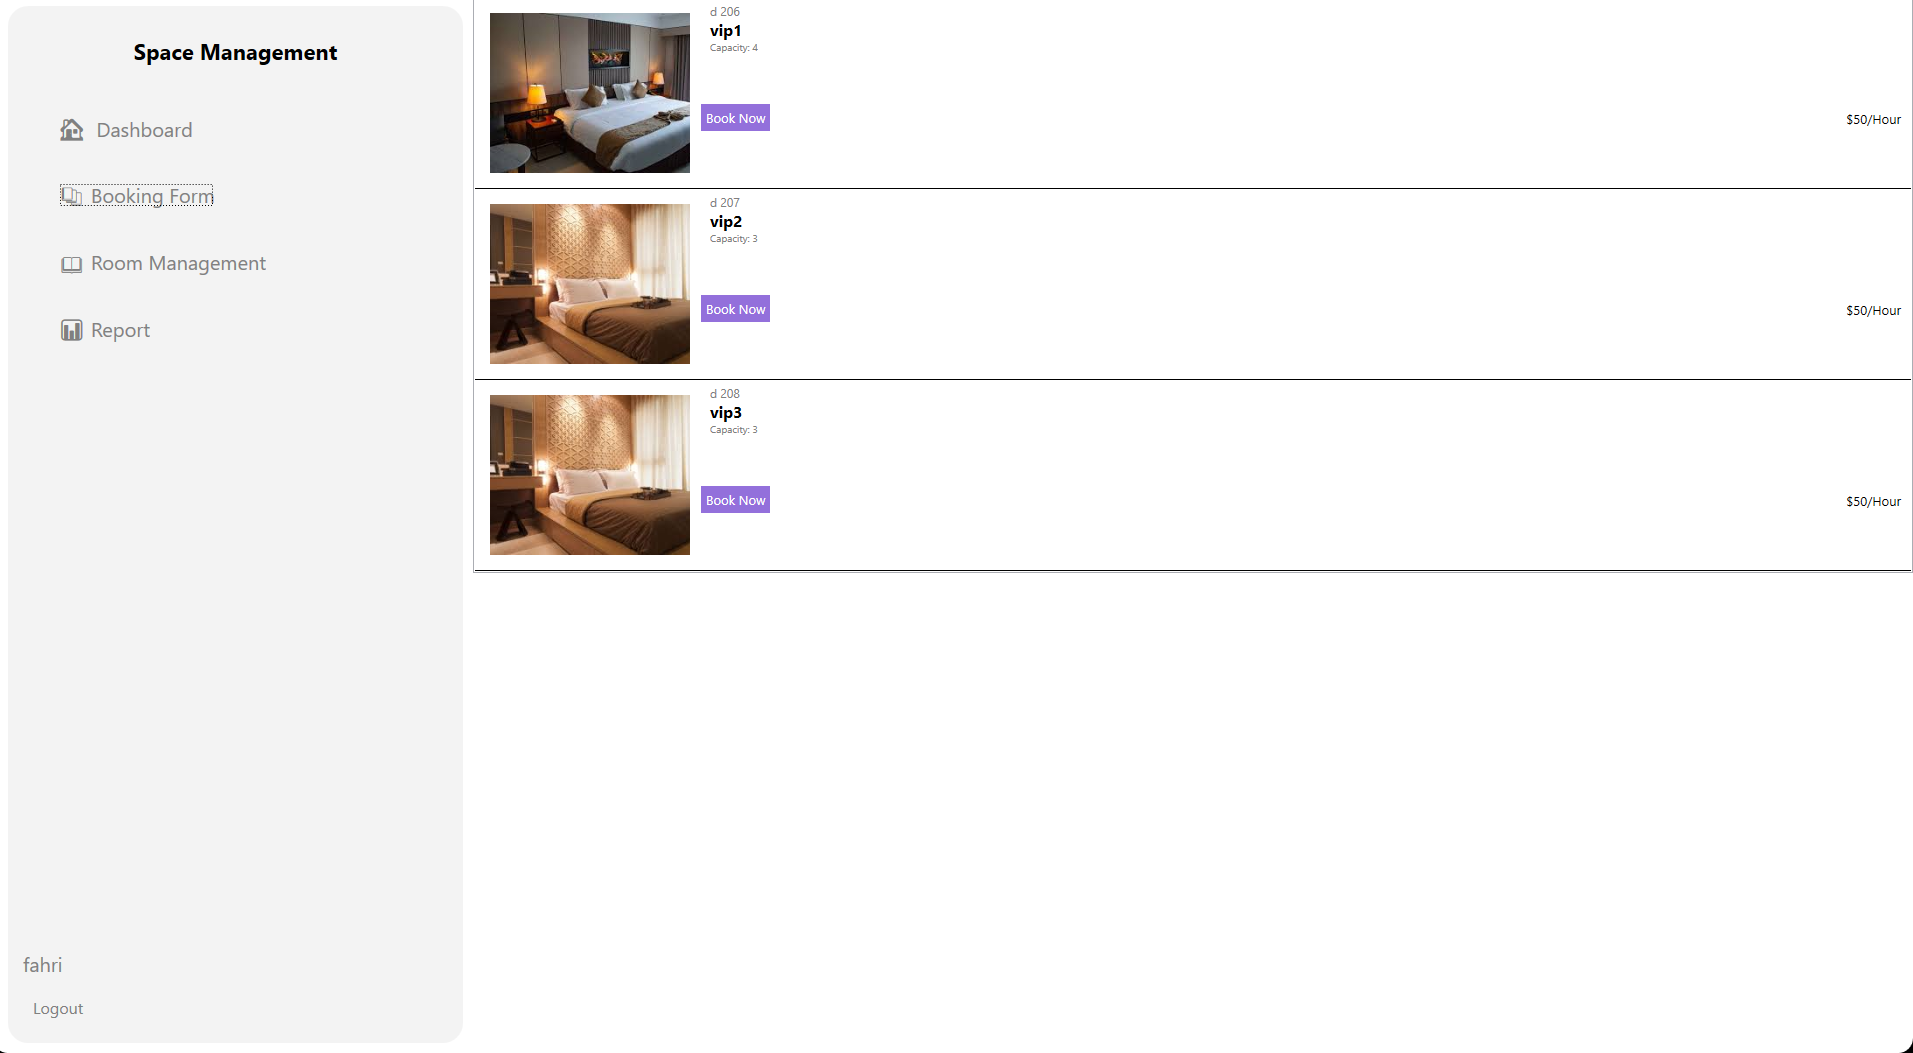 Space Management
Dashboard
Booking Form
Room Management
Report
fahri
Logout
d 206
vip1
Capacity: 4
Book Now
$50/Hour
d 207
vip2
Capacity: 3
Book Now
$50/Hour
d 208
vip3
Capacity: 3
Book Now
$50/Hour